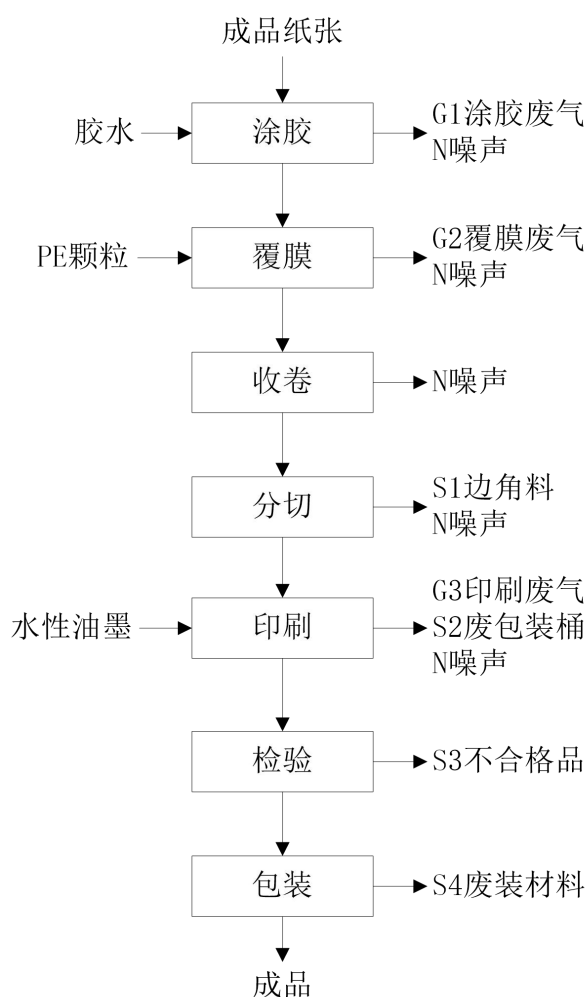 成品纸张
胶水
涂胶
G1涂胶废气
N噪声
PE颗粒
覆膜
G2覆膜废气
N噪声
收卷
N噪声
分切
S1边角料
N噪声
水性油墨
印刷
G3印刷废气
S2废包装桶
N噪声
检验
S3不合格品
包装
S4废装材料
成品